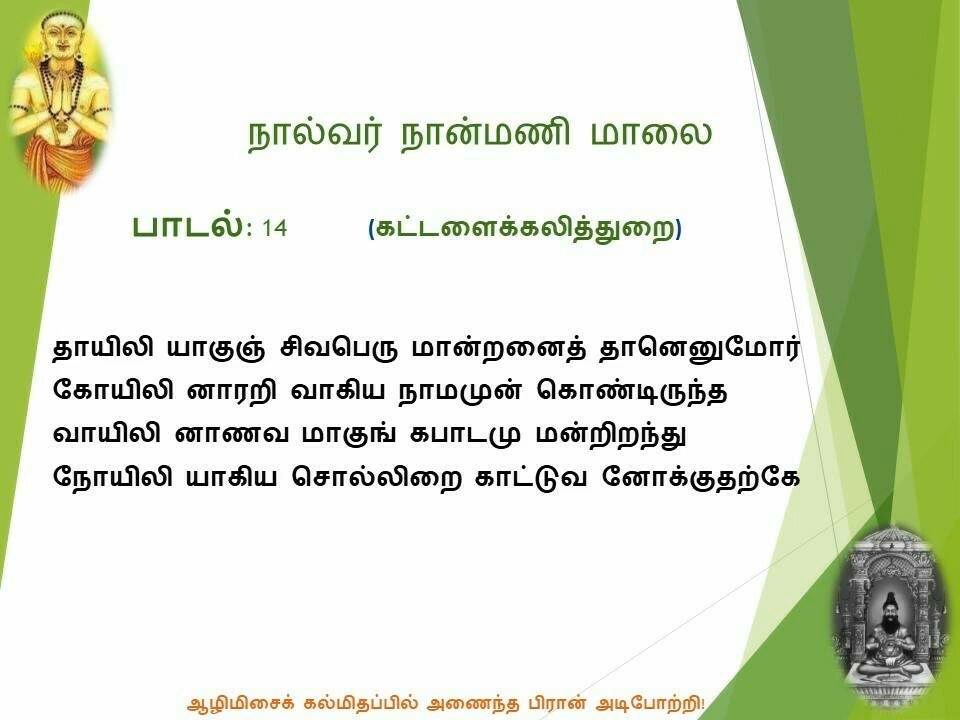 நால்வர் நான்மணி மாலை
பாடல்: 14 (கட்டளைக்கலித்துறை)
தாயிலி யாகுஞ் சிவபெரு மான்றனைத் தானெனுமோர்
கோயிலி னாரறி வாகிய நாமமுன் கொண்டிருந்த
வாயிலி னாணவ மாகுங் கபாடமு மன்றிறந்து
நோயிலி யாகிய சொல்லிறை காட்டுவ னோக்குதற்கே
ஆழிமிசைக் கல்மிதப்பில் அணைந்த பிரான் அடிபோற்றி!